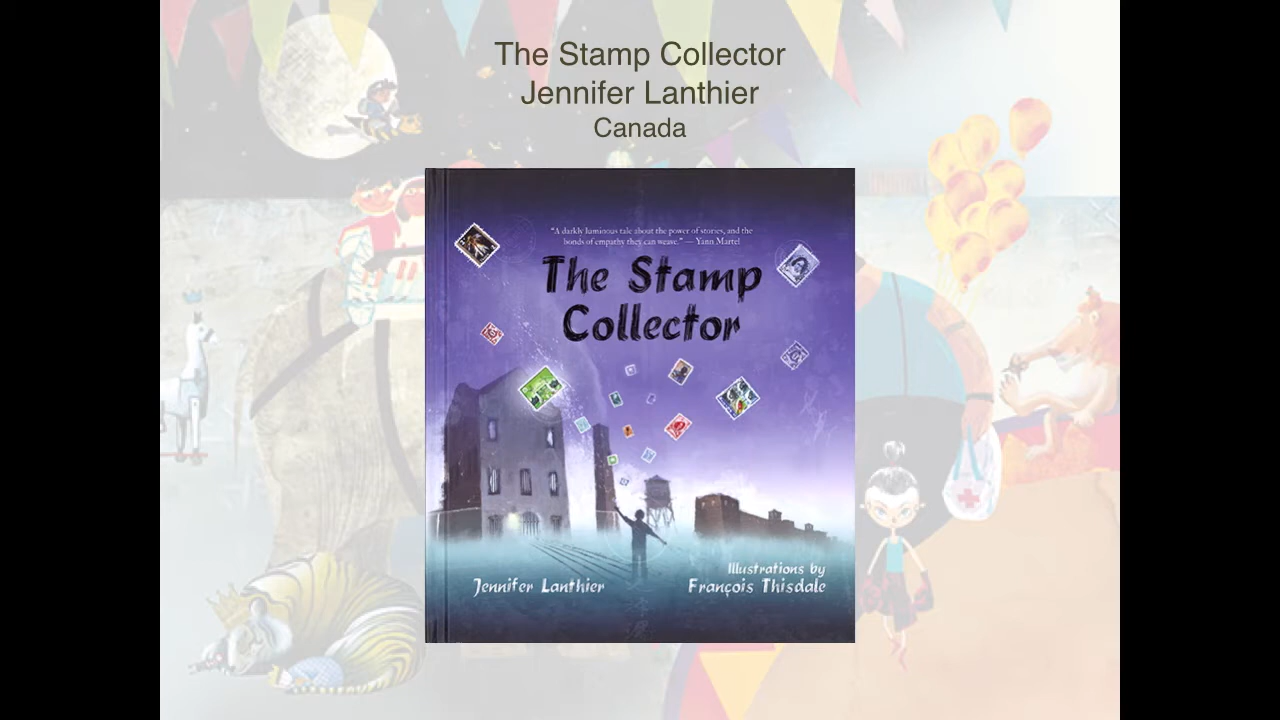 The Stamp Collector
Jennifer Lanthier
Canada
"A darkly luminous tale about the power of stories, and the
bonds of empathy they can weave." — Yann Martel
The Stamp
Collector
Illustrations by
Jennifer Lanthier François Thisdale